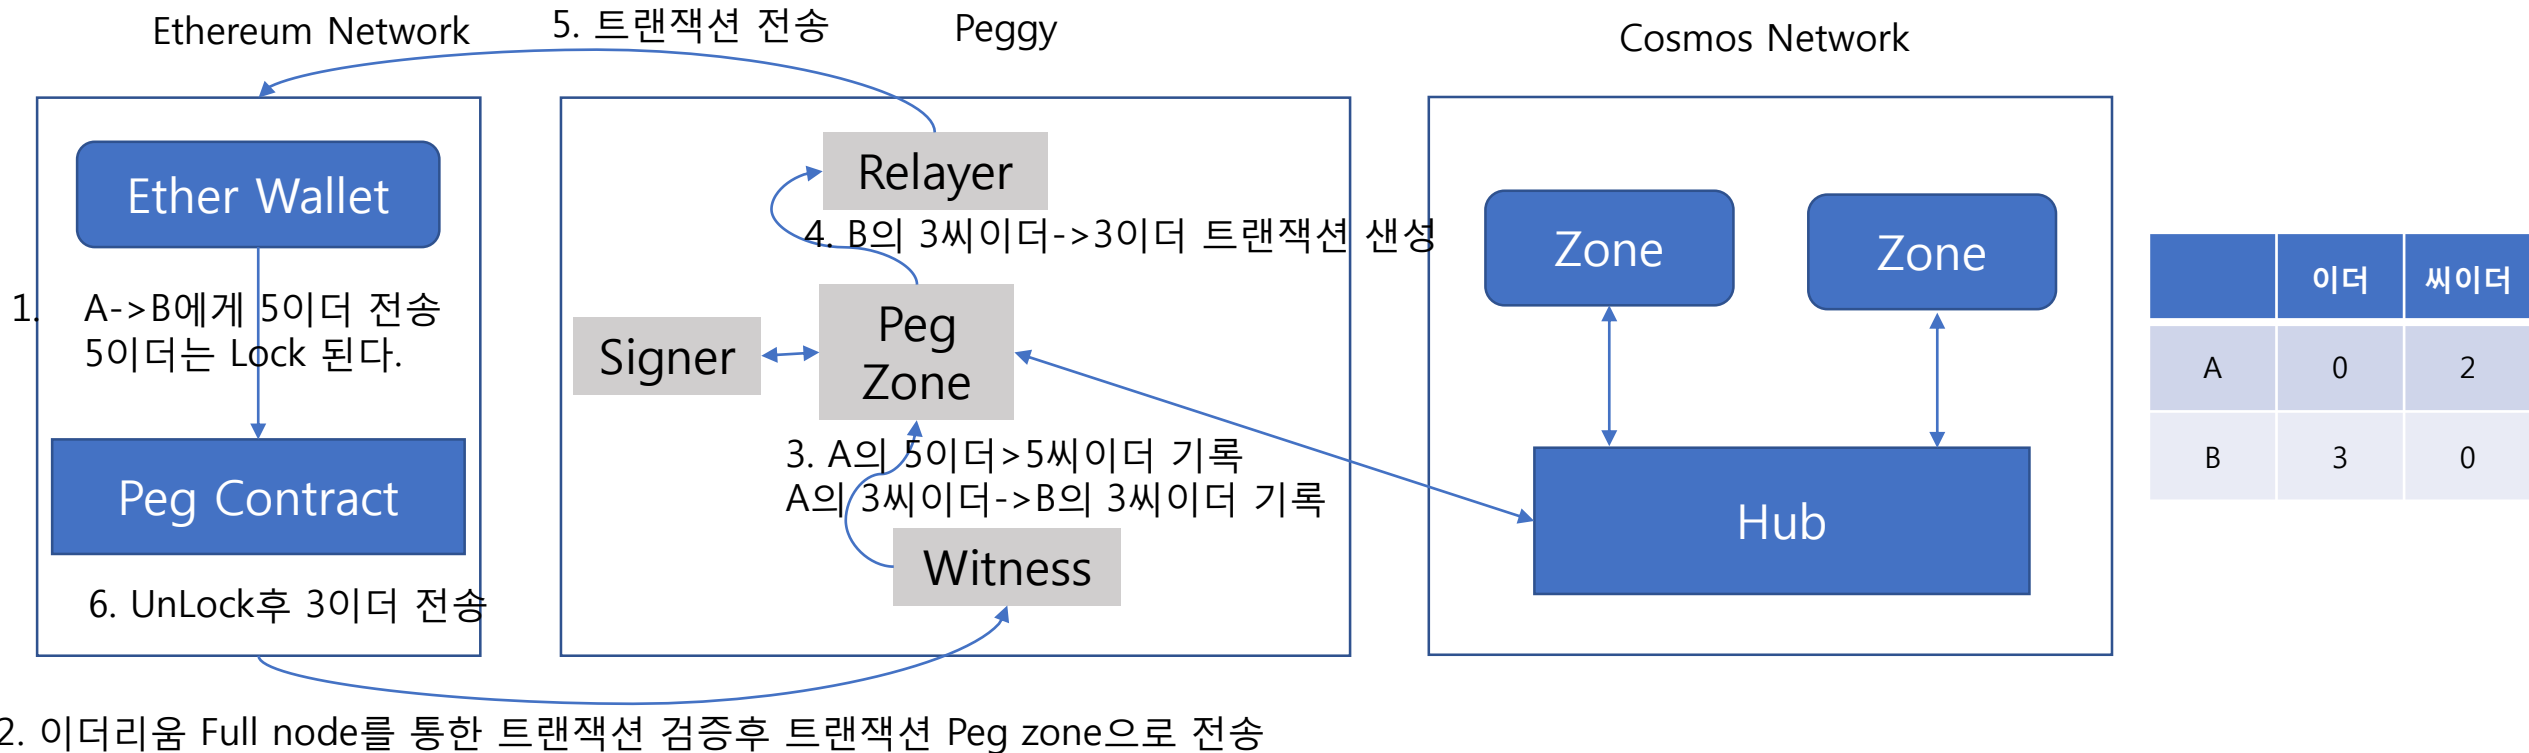 Ethereum Network
5. 트랜잭션 전송
Peggy
Cosmos Network
Ether Wallet
1. A->B에게 5이더 전송
5이더는 Lock 된다.
Peg Contract
6. UnLock후 3이더 전송
Relayer
4. B의 3씨이더->3이더 트랜잭션 샌성
Signer
Peg
Zone
3. A의 5이더>5씨이더 기록
A의 3씨이더->B의 3씨이더 기록
Witness
Zone
Zone
Hub
이더 씨이더
A 0 2
B 3 0
2. 이더리움 Full node를 통한 트랜잭션 검증후 트랜잭션 Peg zone으로 전송